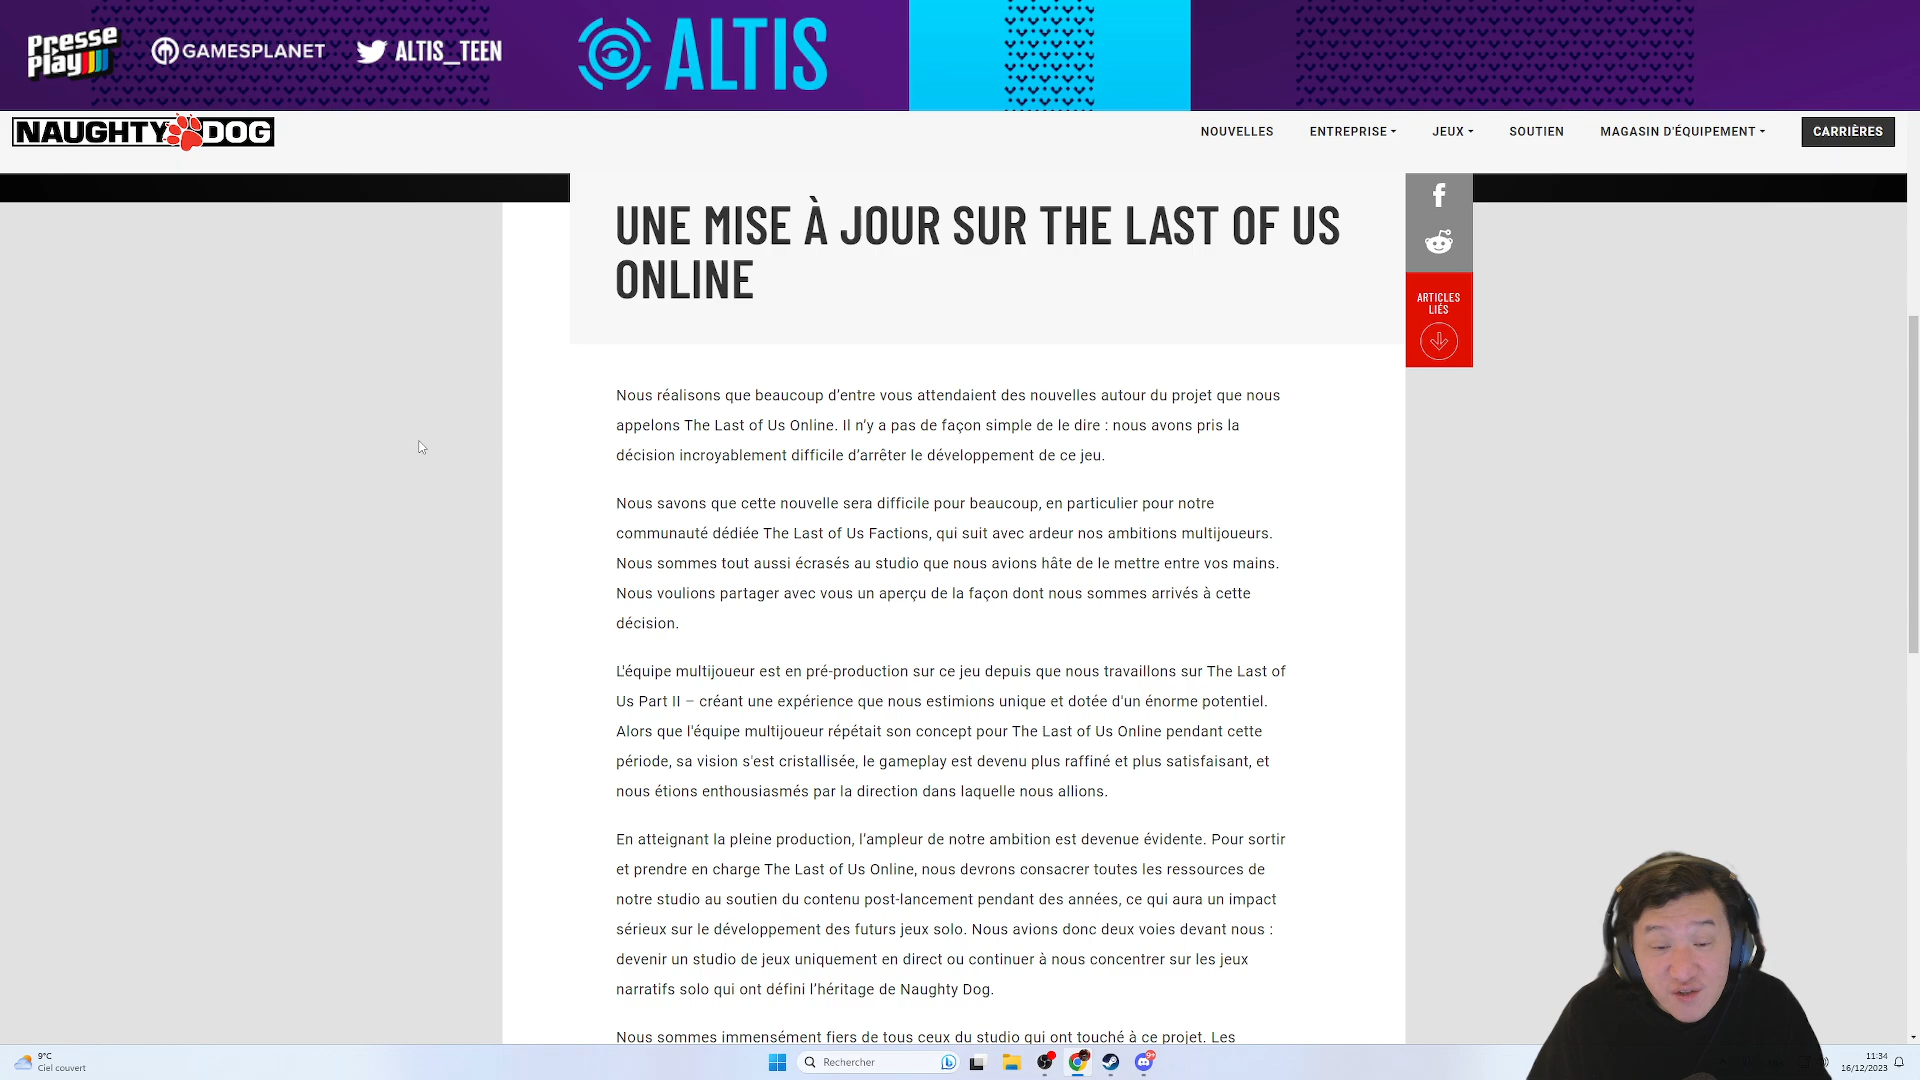 Presse Play
GAMESPLANET
ALTIS_TEEN
ALTIS
NAUGHTY DOG
NOUVELLES
ENTREPRISE
JEUX
SOUTIEN
MAGASIN D'ÉQUIPEMENT
CARRIÈRES
UNE MISE À JOUR SUR THE LAST OF US
ONLINE
ARTICLES
LIÉS
Nous réalisons que beaucoup d’entre vous attendaient des nouvelles autour du projet que nous
appelons The Last of Us Online. Il n’y a pas de façon simple de le dire : nous avons pris la
décision incroyablement difficile d’arrêter le développement de ce jeu.
Nous savons que cette nouvelle sera difficile pour beaucoup, en particulier pour notre
communauté dédiée The Last of Us Factions, qui suit avec ardeur nos ambitions multijoueurs.
Nous sommes tout aussi écrasés au studio que nous avions hâte de le mettre entre vos mains.
Nous voulions partager avec vous un aperçu de la façon dont nous sommes arrivés à cette
décision.
L'équipe multijoueur est en pré-production sur ce jeu depuis que nous travaillons sur The Last of
Us Part II – créant une expérience que nous estimions unique et dotée d'un énorme potentiel.
Alors que l'équipe multijoueur répétait son concept pour The Last of Us Online pendant cette
période, sa vision s'est cristallisée, le gameplay est devenu plus raffiné et plus satisfaisant, et
nous étions enthousiasmés par la direction dans laquelle nous allions.
En atteignant la pleine production, l’ampleur de notre ambition est devenue évidente. Pour sortir
et prendre en charge The Last of Us Online, nous devrons consacrer toutes les ressources de
notre studio au soutien du contenu post-lancement pendant des années, ce qui aura un impact
sérieux sur le développement des futurs jeux solo. Nous avions donc deux voies devant nous :
devenir un studio de jeux uniquement en direct ou continuer à nous concentrer sur les jeux
narratifs solo qui ont défini l’héritage de Naughty Dog.
Nous sommes immensément fiers de tous ceux du studio qui ont touché à ce projet. Les
9°C
Ciel couvert
Rechercher
9+
11:34
16/12/2023